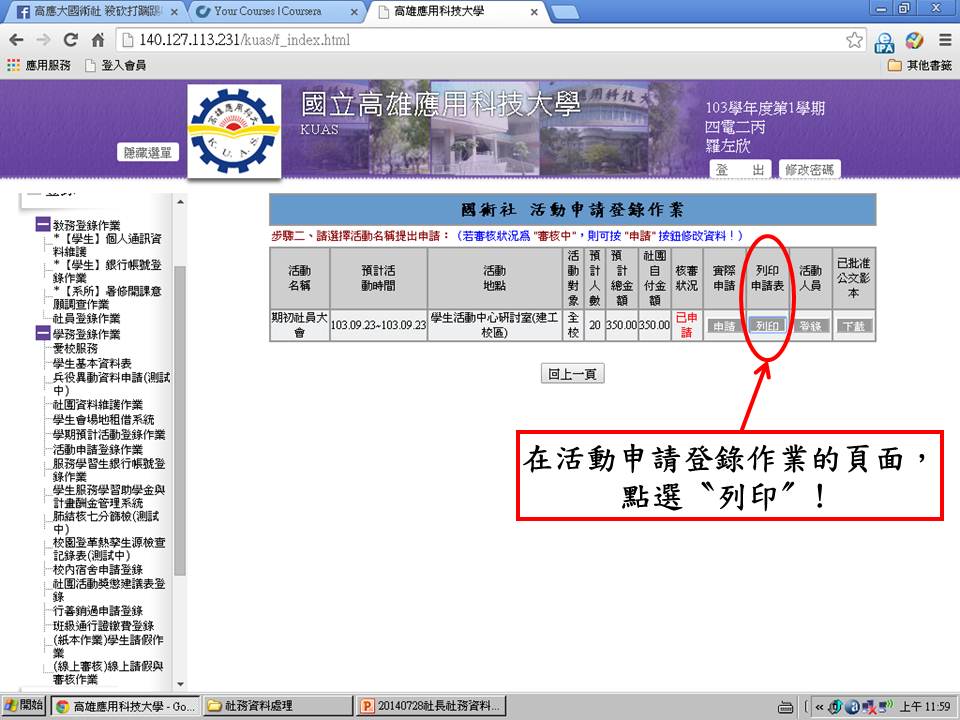 高應大國術社
Your Courses | Coursera
高雄應用科技大學
140.127.113.231/kuas/f_index.html
應用服務
登入會員
其他書籤
國立高雄應用科技大學
KUAS
103學年度第1學期
四電二丙
羅左欣
隱藏選單
登 出
修改密碼
教務登錄作業
*【學生】個人通訊資
料維護
*【學生】銀行帳號登
錄作業
*【系所】暑修開課意
願調查作業
社員登錄作業
學務登錄作業
愛校服務
學生基本資料表
兵役異動資料申請(測試
中)
社團資料維護作業
學生會場地租借系統
學期預計活動登錄作業
活動申請登錄作業
服務學習生銀行帳號登
錄作業
學生服務學習助學金與
計畫酬金管理系統
肺結核七分篩檢(測試
中)
校園登革熱孳生源檢查
記錄表(測試中)
校內宿舍申請登錄
社團活動獎懲建議表登
錄
行善銷過申請登錄
班級通行證繳費登錄
(紙本作業)學生請假作
業
(線上審核)線上請假與
審核作業
國術社 活動申請登錄作業
步驟二、請選擇活動名稱提出申請：（若審核狀況為 "審核中"，則可按 "申請" 按鈕修改資料！)
活動名稱 預計活動時間 活動地點 活動對象 預計人數 預計總金額 社團自付金額 核審狀況 實際申請 列印申請表 活動人員 已批准公文影本
期初社員大會 103.09.23~103.09.23 學生活動中心研討室(建工校區) 全校 20 350.00 350.00 已申請 申請 列印 登錄 下載
回上一頁
在活動申請登錄作業的頁面，
點選〝列印〞！
開始
高雄應用科技大學 - Go...
社務資料處理
20140728社長社務資料...
上午 11:59